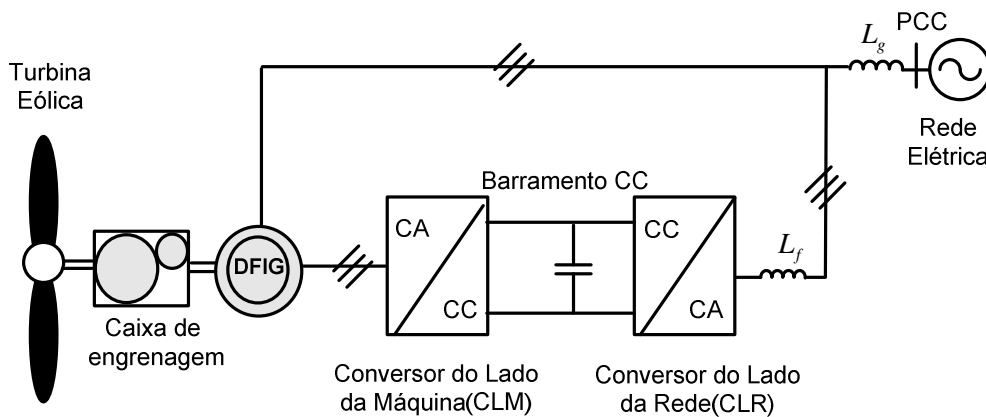 Turbina
Eólica
Caixa de
engrenagem
DFIG
CA
CC
Conversor do Lado
da Máquina(CLM)
Barramento CC
CC
CA
Conversor do Lado
da Rede(CLR)
L_f
L_g
PCC
Rede
Elétrica